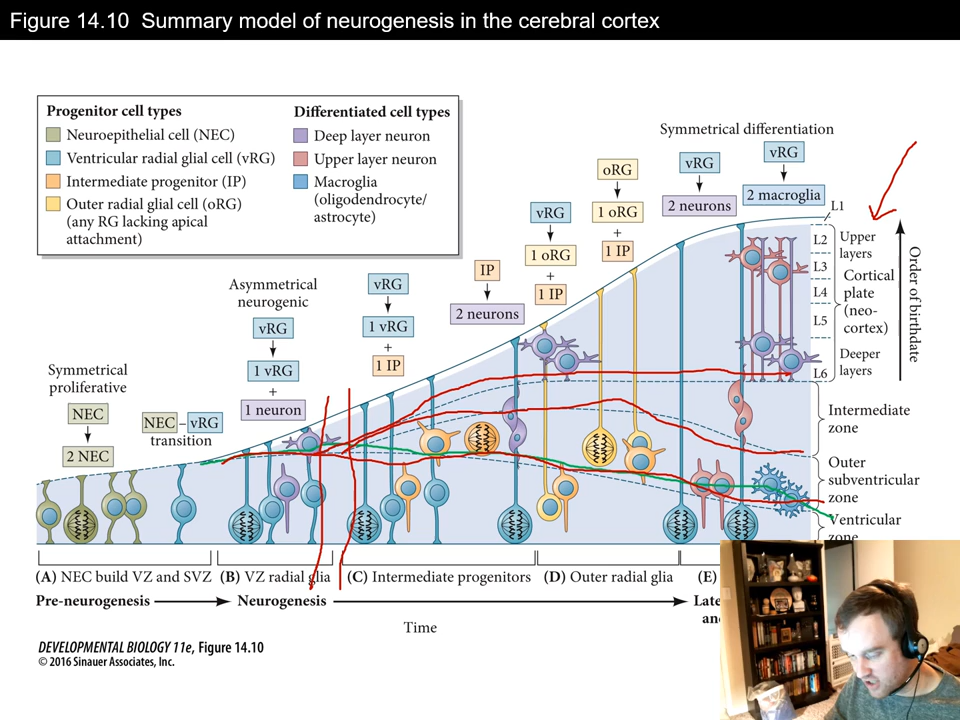 Figure 14.10 Summary model of neurogenesis in the cerebral cortex
Progenitor cell types
Neuroepithelial cell (NEC)
Ventricular radial glial cell (vRG)
Intermediate progenitor (IP)
Outer radial glial cell (oRG)
(any RG lacking apical
attachment)
Differentiated cell types
Deep layer neuron
Upper layer neuron
Macroglia
(oligodendrocyte/
astrocyte)
Symmetrical
proliferative
NEC
2 NEC
NEC – vRG
transition
Asymmetrical
neurogenic
vRG
1 vRG
+
1 neuron
vRG
1 vRG
+
1 IP
IP
2 neurons
vRG
1 oRG
+
1 IP
oRG
1 oRG
+
1 IP
Symmetrical differentiation
vRG
2 neurons
vRG
2 macroglia
L1
L2
L3
L4
L5
L6
Upper
layers
Cortical
plate
(neo-
cortex)
Deeper
layers
Order of birthdate
Intermediate
zone
Outer
subventricular
zone
Ventricular
zone
(A) NEC build VZ and SVZ
(B) VZ radial glia
(C) Intermediate progenitors
(D) Outer radial glia
(E)
Pre-neurogenesis
Neurogenesis
Late
Time
DEVELOPMENTAL BIOLOGY 11e, Figure 14.10
© 2016 Sinauer Associates, Inc.